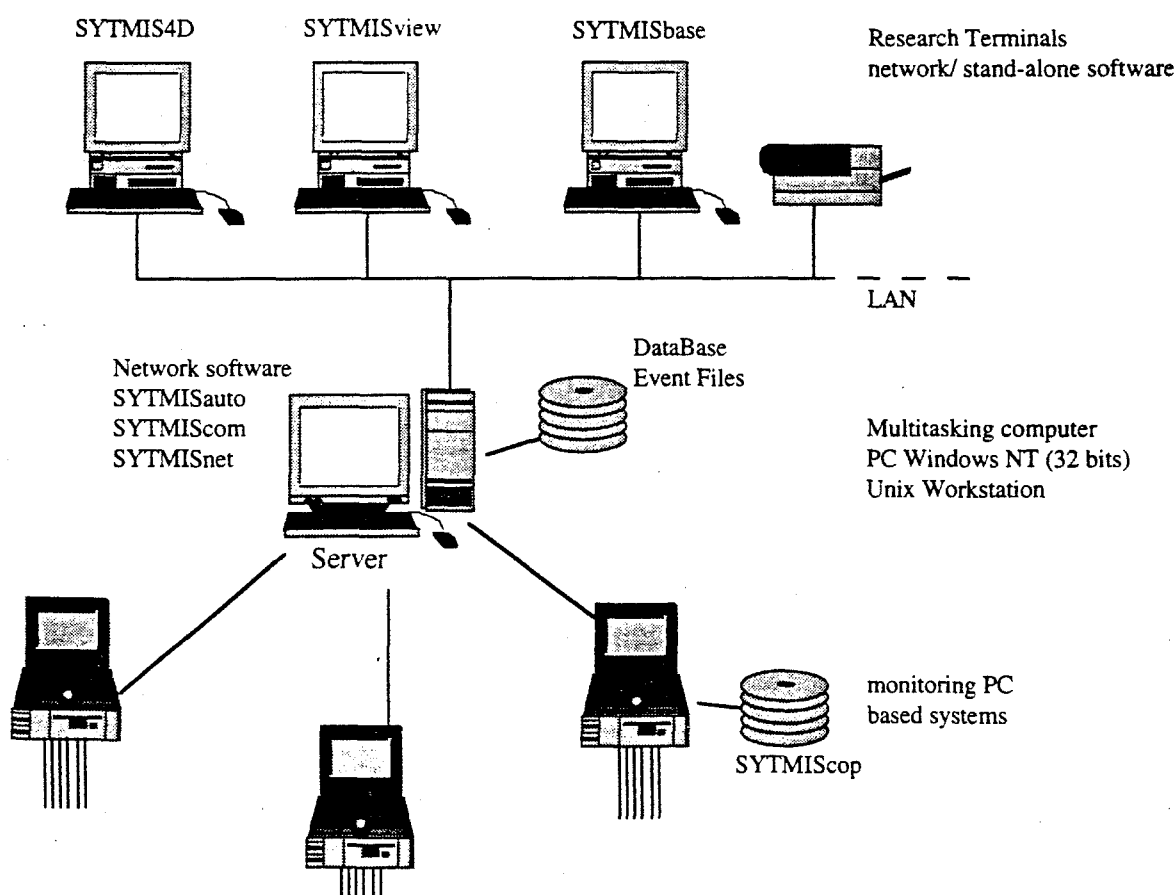 SYTMIS4D
SYTMISview
SYTMISbase
Research Terminals
network/ stand-alone software
LAN
DataBase
Event Files
Network software
SYTMISauto
SYTMIScom
SYTMISnet
Multitasking computer
PC Windows NT (32 bits)
Unix Workstation
Server
monitoring PC
based systems
SYTMIScop